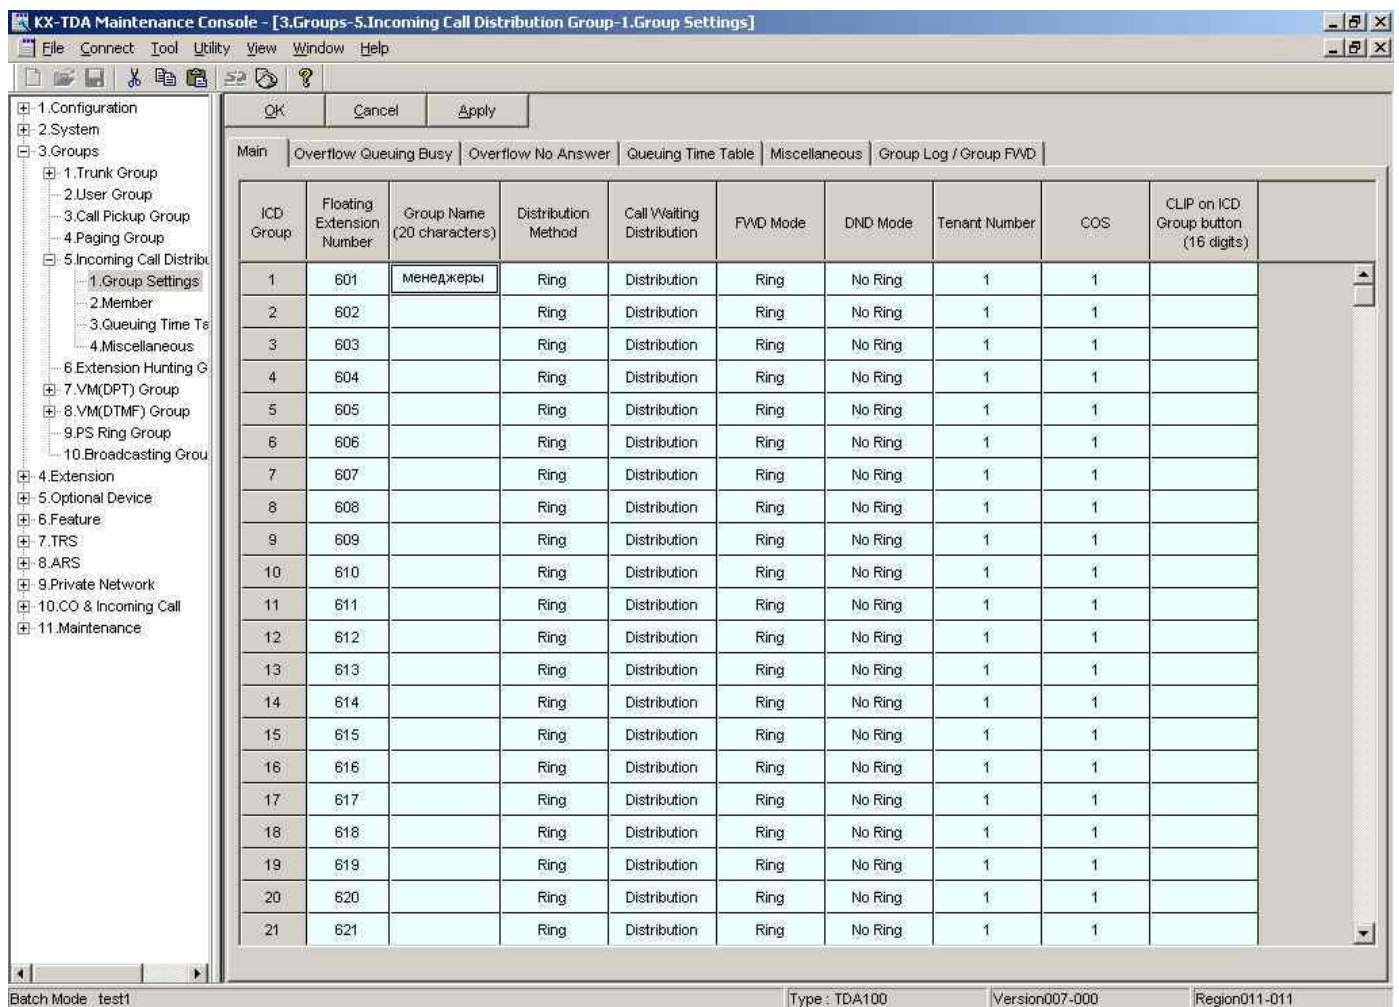 KX-TDA Maintenance Console - [3.Groups-5.Incoming Call Distribution Group-1.Group Settings]
File Connect Tool Utility View Window Help
1.Configuration
2.System
3.Groups
1.Trunk Group
2.User Group
3.Call Pickup Group
4.Paging Group
5.Incoming Call Distribu
1.Group Settings
2.Member
3.Queuing Time Ta
4.Miscellaneous
6.Extension Hunting G
7.VM(DPT) Group
8.VM(DTMF) Group
9.PS Ring Group
10.Broadcasting Grou
4.Extension
5.Optional Device
6.Feature
7.TRS
8.ARS
9.Private Network
10.CO & Incoming Call
11.Maintenance
OK Cancel Apply
Main Overflow Queuing Busy Overflow No Answer Queuing Time Table Miscellaneous Group Log / Group FWD
ICD Group Floating Extension Number Group Name (20 characters) Distribution Method Call Waiting Distribution FWD Mode DND Mode Tenant Number COS CLIP on ICD Group button (16 digits)
1 601 менеджеры Ring Distribution Ring No Ring 1 1
2 602 Ring Distribution Ring No Ring 1 1
3 603 Ring Distribution Ring No Ring 1 1
4 604 Ring Distribution Ring No Ring 1 1
5 605 Ring Distribution Ring No Ring 1 1
6 606 Ring Distribution Ring No Ring 1 1
7 607 Ring Distribution Ring No Ring 1 1
8 608 Ring Distribution Ring No Ring 1 1
9 609 Ring Distribution Ring No Ring 1 1
10 610 Ring Distribution Ring No Ring 1 1
11 611 Ring Distribution Ring No Ring 1 1
12 612 Ring Distribution Ring No Ring 1 1
13 613 Ring Distribution Ring No Ring 1 1
14 614 Ring Distribution Ring No Ring 1 1
15 615 Ring Distribution Ring No Ring 1 1
16 616 Ring Distribution Ring No Ring 1 1
17 617 Ring Distribution Ring No Ring 1 1
18 618 Ring Distribution Ring No Ring 1 1
19 619 Ring Distribution Ring No Ring 1 1
20 620 Ring Distribution Ring No Ring 1 1
21 621 Ring Distribution Ring No Ring 1 1
Batch Mode test1 Type : TDA100 Version007-000 Region011-011